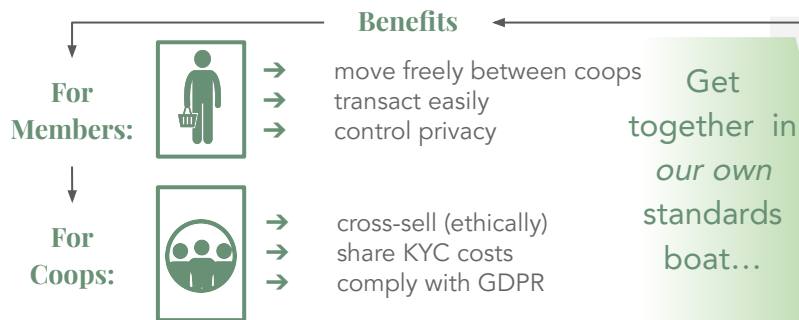 Benefits
For
Members:
➔ move freely between coops
➔ transact easily
➔ control privacy
For
Coops:
➔ cross-sell (ethically)
➔ share KYC costs
➔ comply with GDPR
Get
together in
our own
standards
boat…